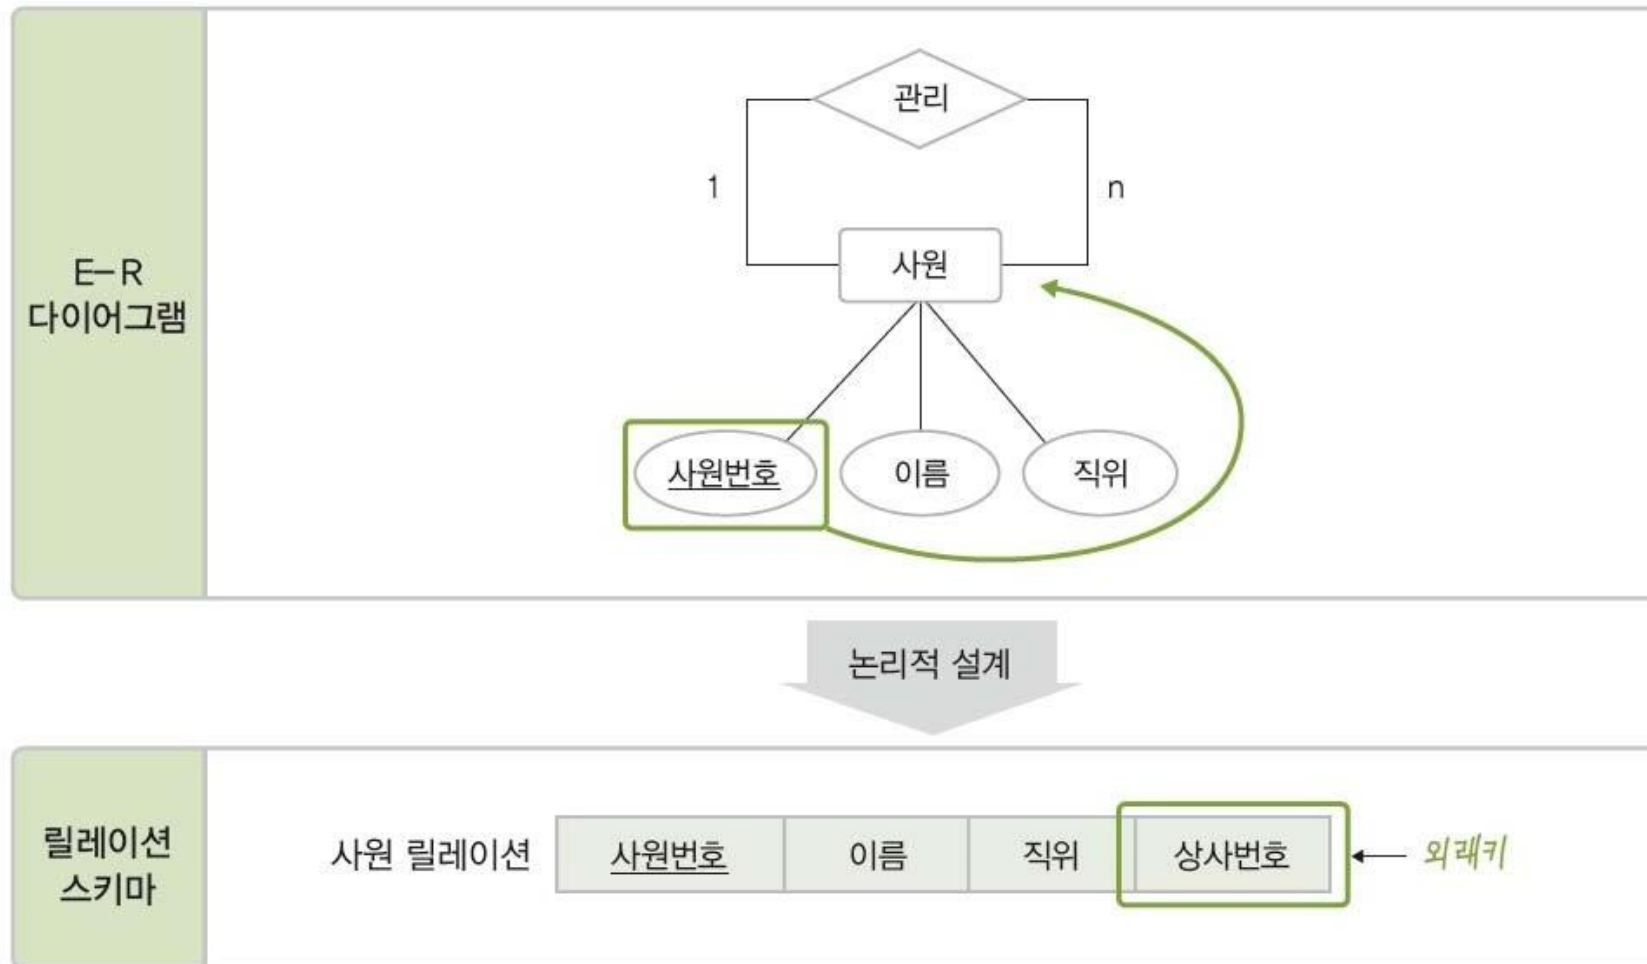 E-R
다이어그램
관리
1
n
사원
사원번호
이름
직위
논리적 설계
릴레이션
스키마
사원 릴레이션
사원번호
이름
직위
상사번호
외래키